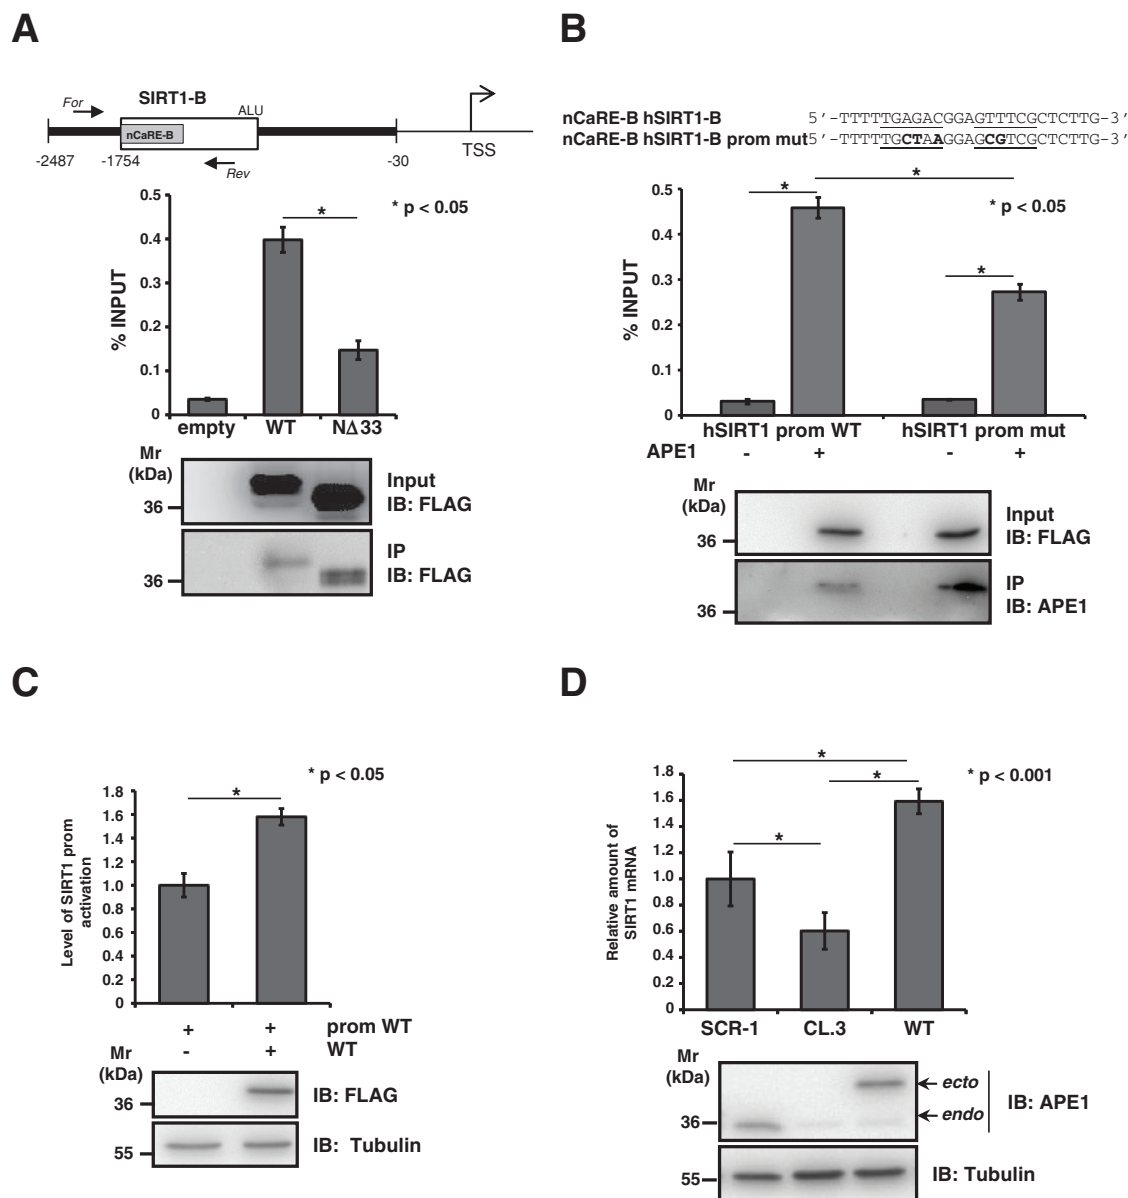 A
For
SIRT1-B
ALU
nCaRE-B
-2487
-1754
Rev
-30
TSS
* p < 0.05
*
% INPUT
0.5
0.4
0.3
0.2
0.1
0
empty WT NΔ33
Mr
(kDa)
36
Input
IB: FLAG
36
IP
IB: FLAG
B
nCaRE-B hSIRT1-B 5'-TTTTTGAGACGGAGTTTCGCTCTTG-3'
nCaRE-B hSIRT1-B prom mut 5'-TTTTTGCTAAGGAGCGTCGCTCTTG-3'
*
*
* p < 0.05
*
% INPUT
0.5
0.4
0.3
0.2
0.1
0
hSIRT1 prom WT hSIRT1 prom mut
APE1 - + - +
Mr
(kDa)
36
Input
IB: FLAG
36
IP
IB: APE1
C
* p < 0.05
*
Level of SIRT1 prom
activation
1.8
1.6
1.4
1.2
1.0
0.8
0.6
0.4
0.2
0
+ + prom WT
- + WT
Mr
(kDa)
36
IB: FLAG
55
IB: Tubulin
D
*
*
* p < 0.001
*
Relative amount of
SIRT1 mRNA
1.8
1.6
1.4
1.2
1.0
0.8
0.6
0.4
0.2
0
SCR-1 CL.3 WT
Mr
(kDa)
36
ecto
endo
IB: APE1
55
IB: Tubulin